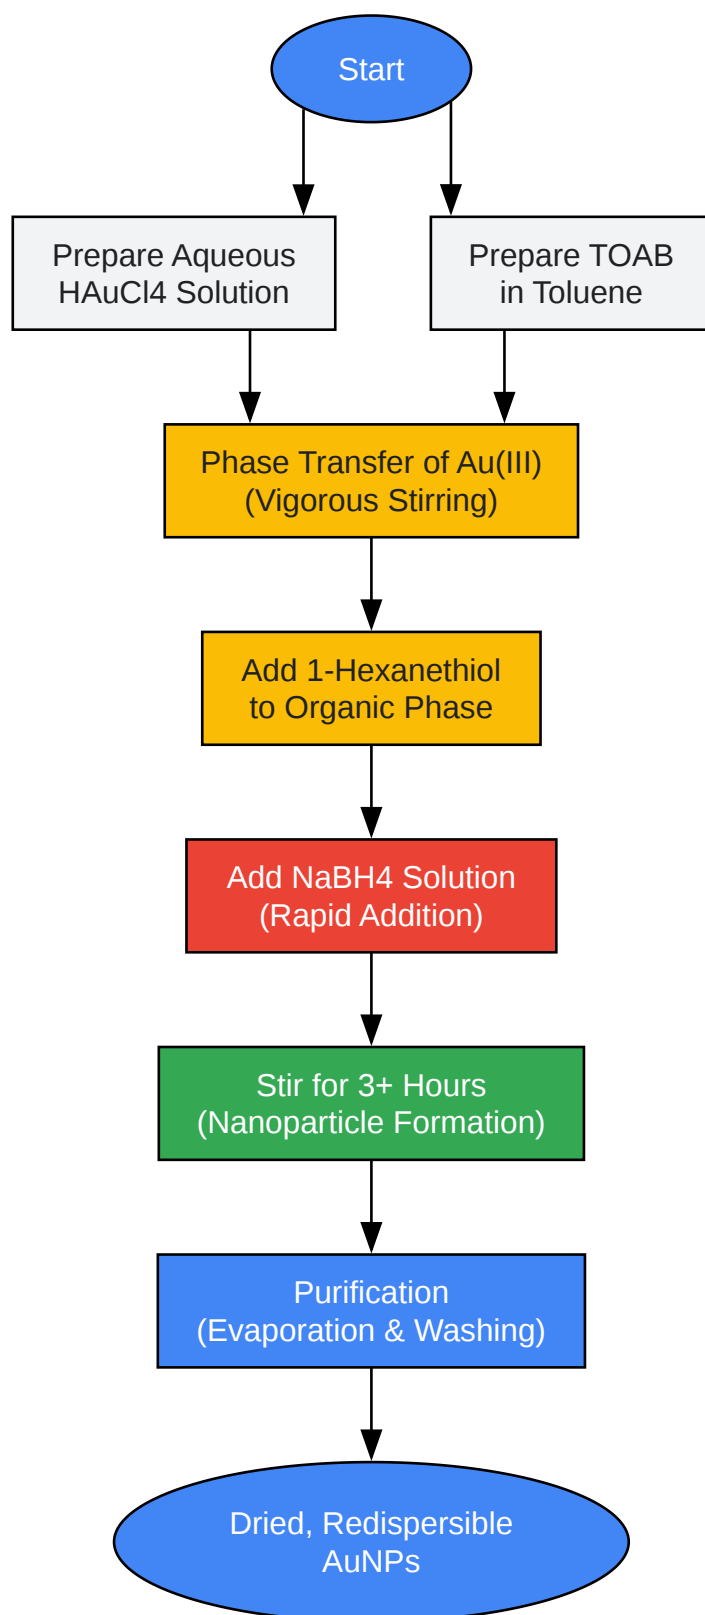 Start
Prepare Aqueous
HAuCl4 Solution
Prepare TOAB
in Toluene
Phase Transfer of Au(III)
(Vigorous Stirring)
Add 1-Hexanethiol
to Organic Phase
Add NaBH4 Solution
(Rapid Addition)
Stir for 3+ Hours
(Nanoparticle Formation)
Purification
(Evaporation & Washing)
Dried, Redispersible
AuNPs